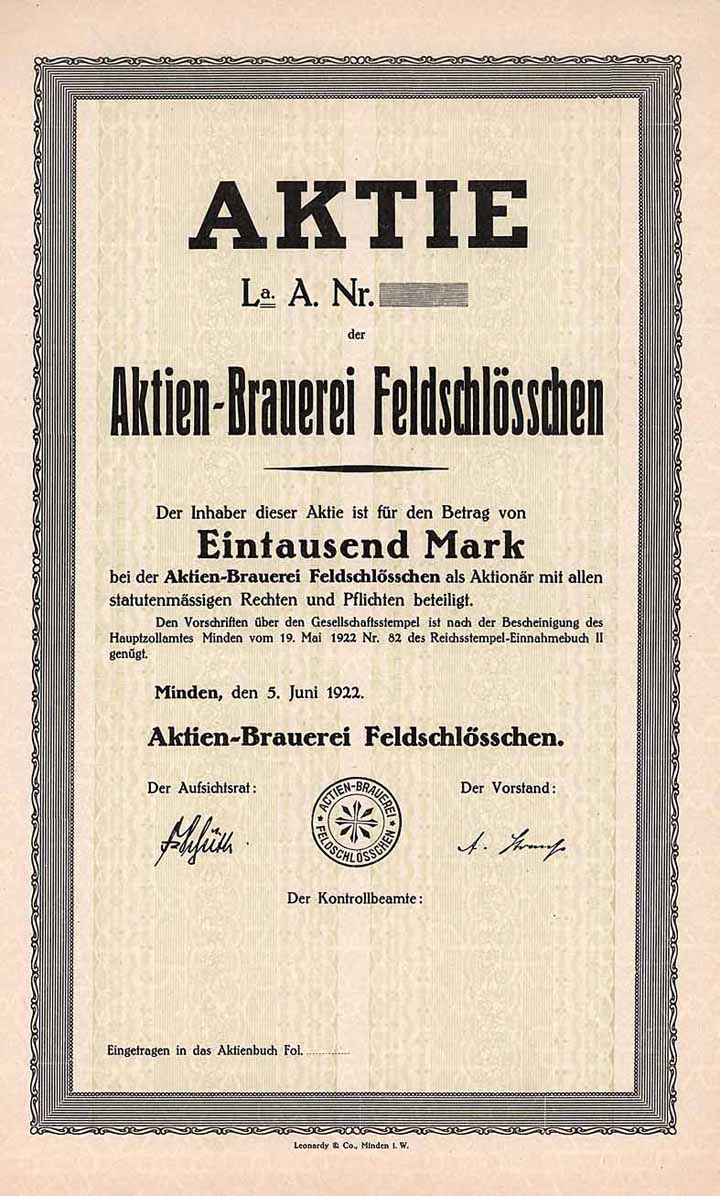 AKTIE
La. A. Nr.
der
Aktien-Brauerei Feldschlösschen
Der Inhaber dieser Aktie ist für den Betrag von
Eintausend Mark
bei der Aktien-Brauerei Feldschlösschen als Aktionär mit allen
statutenmässigen Rechten und Pflichten beteiligt.
Den Vorschriften über den Gesellschaftsstempel ist nach der Bescheinigung des
Hauptzollamtes Minden vom 19. Mai 1922 Nr. 82 des Reichsstempel-Einnahmebuch II
genügt.
Minden, den 5. Juni 1922.
Aktien-Brauerei Feldschlösschen.
Der Aufsichtsrat:
Der Vorstand:
ACTIEN-BRAUEREI
FELDSCHLÖSSCHEN
Der Kontrollbeamte:
Eingetragen in das Aktienbuch Fol.
Leonardy & Co., Minden i. W.